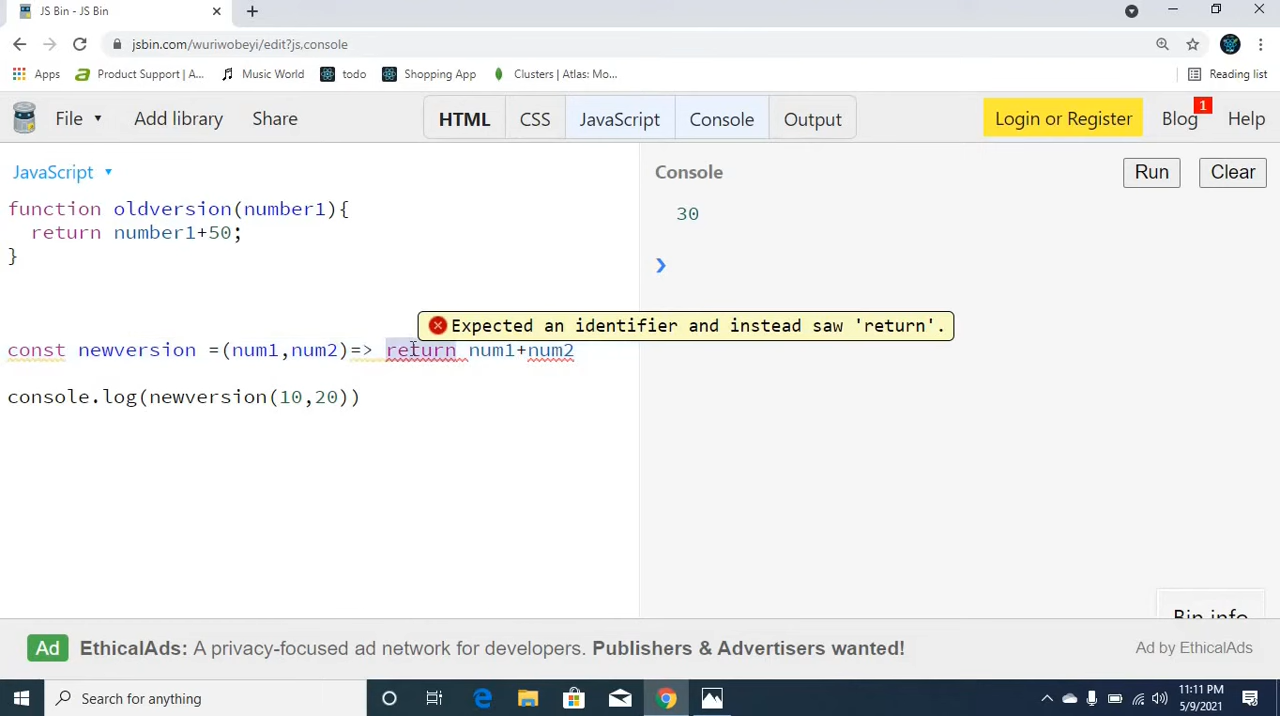 JS Bin - JS Bin
jsbin.com/wuriwobeyi/edit?js,console
Apps Product Support | A... Music World todo Shopping App Clusters | Atlas: Mo... Reading list
File Add library Share HTML CSS JavaScript Console Output Login or Register Blog 1 Help
JavaScript
function oldversion(number1){
return number1+50;
}
const newversion =(num1,num2)=> return num1+num2
console.log(newversion(10,20))
Expected an identifier and instead saw 'return'.
Console Run Clear
30
Bin info
Ad EthicalAds: A privacy-focused ad network for developers. Publishers & Advertisers wanted! Ad by EthicalAds
Search for anything
11:11 PM
5/9/2021